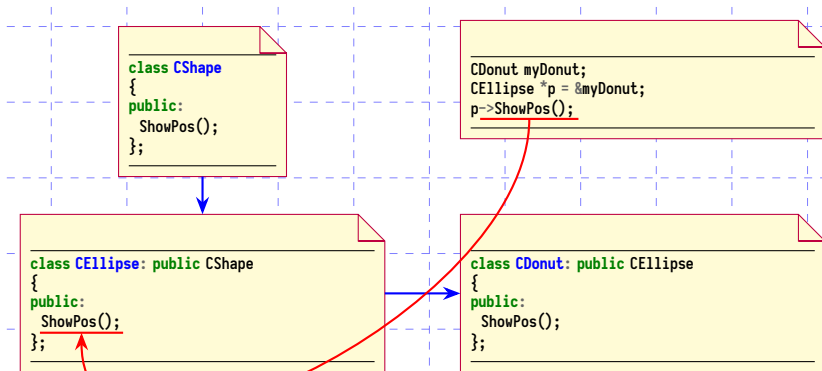 class CShape
{
public:
ShowPos();
};
CDonut myDonut;
CEllipse *p = &myDonut;
p->ShowPos();
class CEllipse: public CShape
{
public:
ShowPos();
};
class CDonut: public CEllipse
{
public:
ShowPos();
};